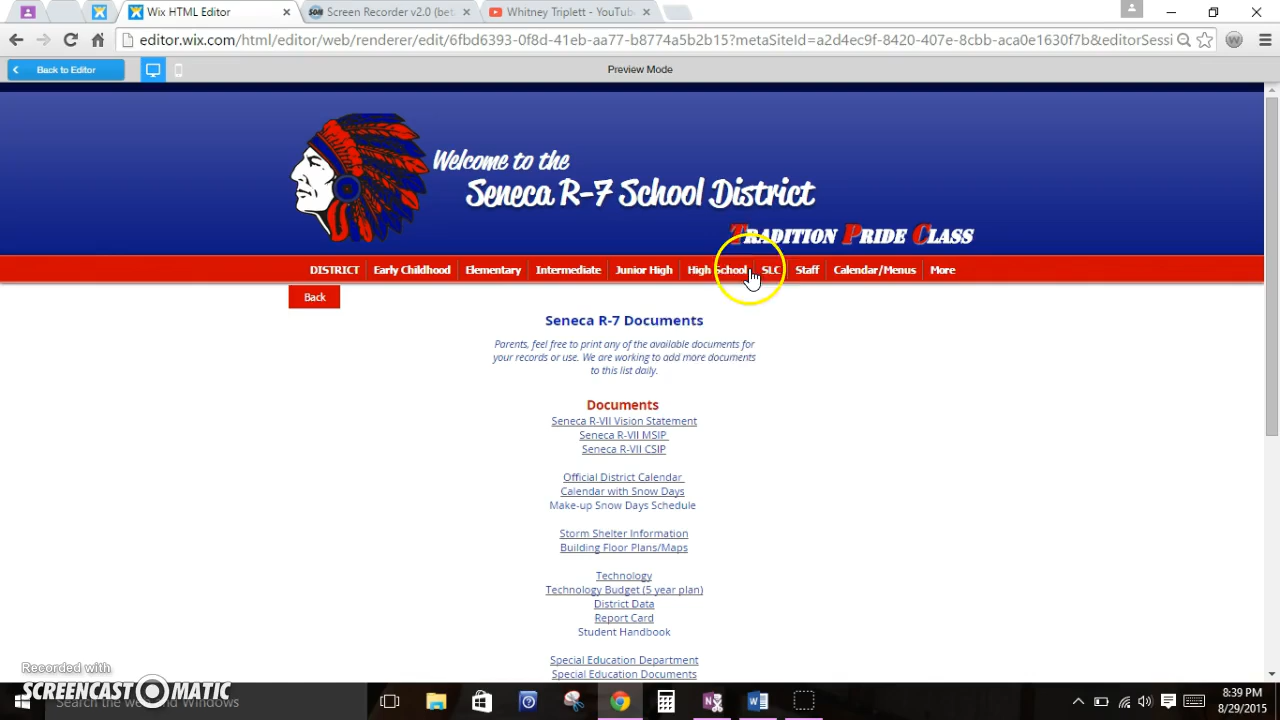 Wix HTML Editor
Screen Recorder v2.0 (bet
Whitney Triplett - YouTub
editor.wix.com/html/editor/web/renderer/edit/6fbd6393-0f8d-41eb-aa77-b8774a5b2b15?metaSiteId=a2d4ec9f-8420-407e-8cbb-aca0e1630f7b&editorSessi
Back to Editor
Preview Mode
Welcome to the
Seneca R-7 School District
Tradition Pride Class
DISTRICT Early Childhood Elementary Intermediate Junior High High School SLC Staff Calendar/Menus More
Back
Seneca R-7 Documents
Parents, feel free to print any of the available documents for
your records or use. We are working to add more documents
to this list daily.
Documents
Seneca R-VII Vision Statement
Seneca R-VII MSIP
Seneca R-VII CSIP
Official District Calendar
Calendar with Snow Days
Make-up Snow Days Schedule
Storm Shelter Information
Building Floor Plans/Maps
Technology
Technology Budget (5 year plan)
District Data
Report Card
Student Handbook
Special Education Department
Special Education Documents
Recorded with
SCREENCAST-O-MATIC
Search the web and Windows
8:39 PM
8/29/2015